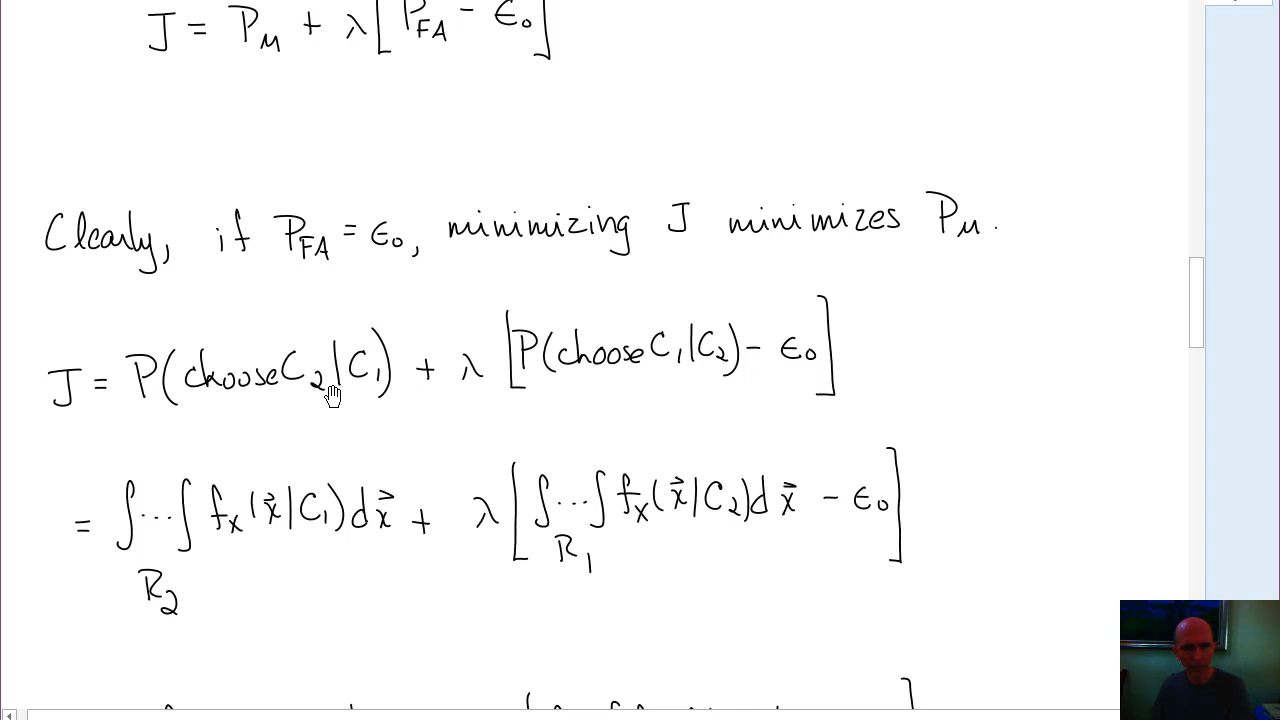 J = P_M + λ[P_FA - ϵ₀]
Clearly, if P_FA = ϵ₀, minimizing J minimizes P_M.
J = P(choose C₂|C₁) + λ [P(choose C₁|C₂) - ϵ₀]
= ∫...∫ f_x(x⃗|C₁)dx⃗ + λ [∫...∫ f_x(x⃗|C₂)dx⃗ - ϵ₀]
R₂ R₁